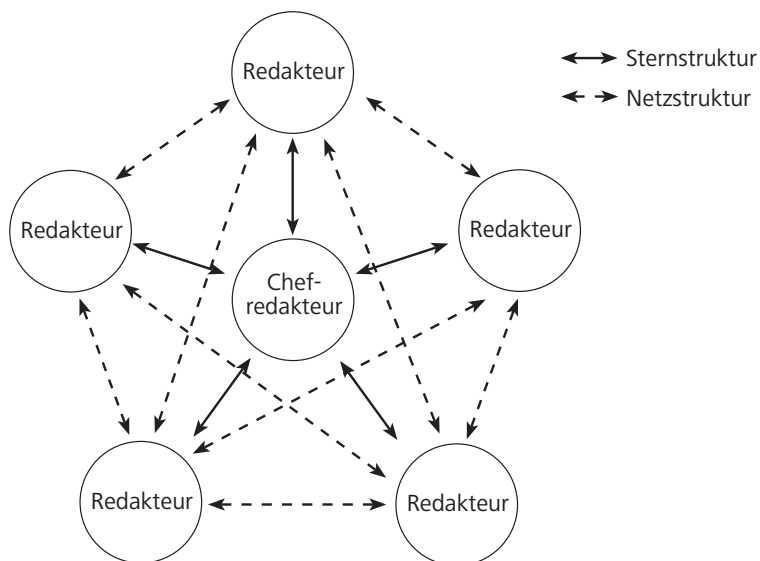 Redakteur
Sternstruktur
Netzstruktur
Redakteur
Redakteur
Chef-
redakteur
Redakteur
Redakteur